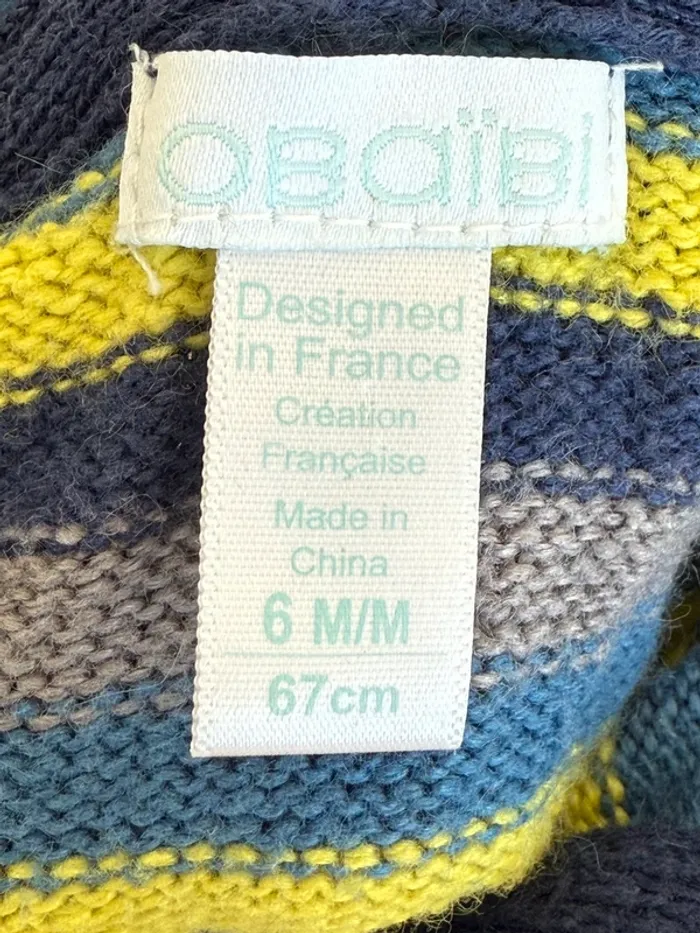 OBaïBi
Designed
in France
Création
Française
Made in
China
6 M/M
67cm